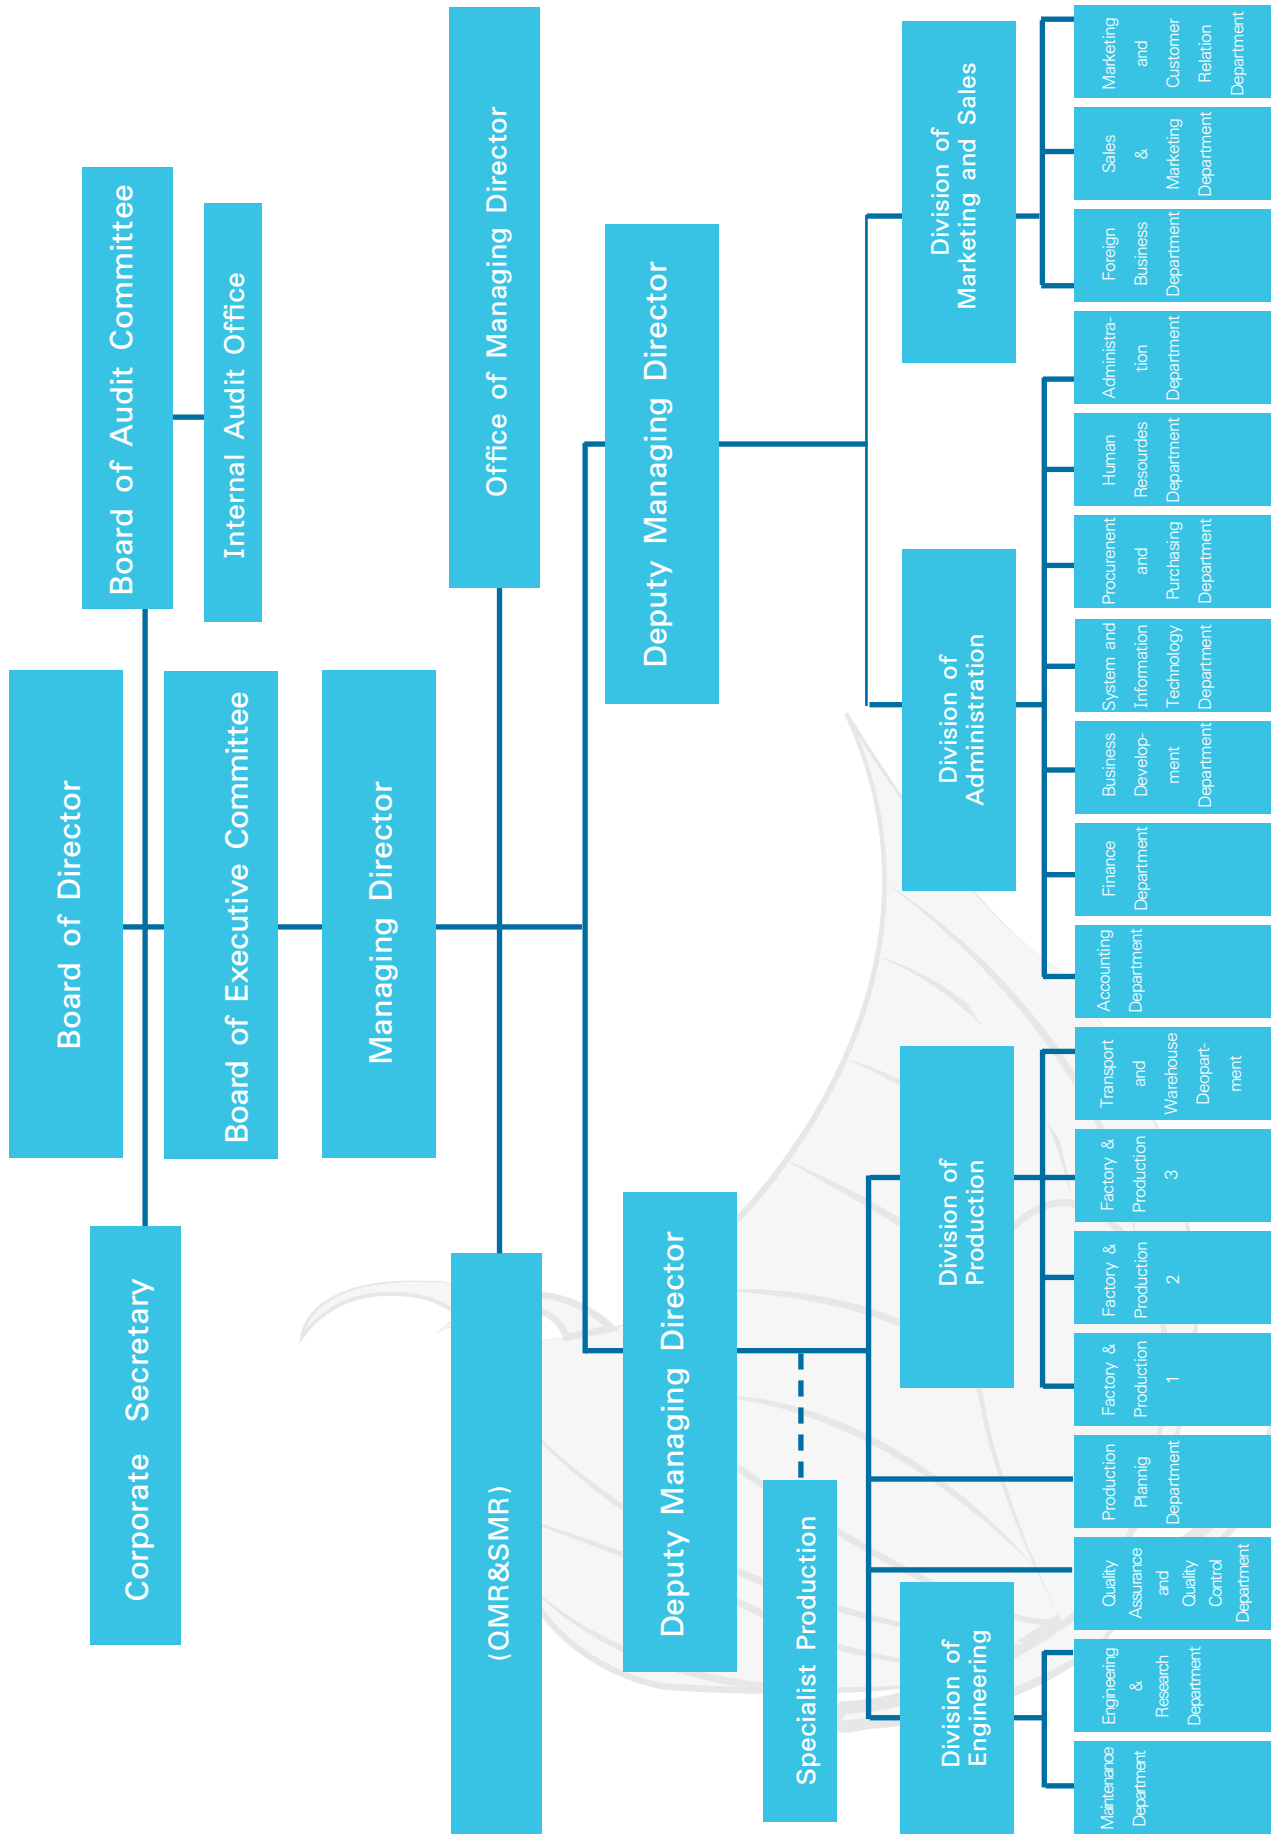 Board of Director
Corporate Secretary
Board of Audit Committee
Internal Audit Office
Board of Executive Committee
Managing Director
(QMR&SMR)
Office of Managing Director
Deputy Managing Director
Deputy Managing Director
Specialist Production
Division of
Engineering
Division of
Production
Division of
Administration
Division of
Marketing and Sales
Maintenance
Department
Engineering
&
Research
Department
Quality
Assurance
and
Quality
Control
Department
Production
Plannig
Department
Factory &
Production
1
Factory &
Production
2
Factory &
Production
3
Transport
and
Warehouse
Deopart-
ment
Accounting
Department
Finance
Department
Business
Develop-
ment
Department
System and
Information
Technology
Department
Procurenent
and
Purchasing
Department
Human
Resourdes
Department
Administra-
tion
Department
Foreign
Business
Department
Sales
&
Marketing
Department
Marketing
and
Customer
Relation
Department